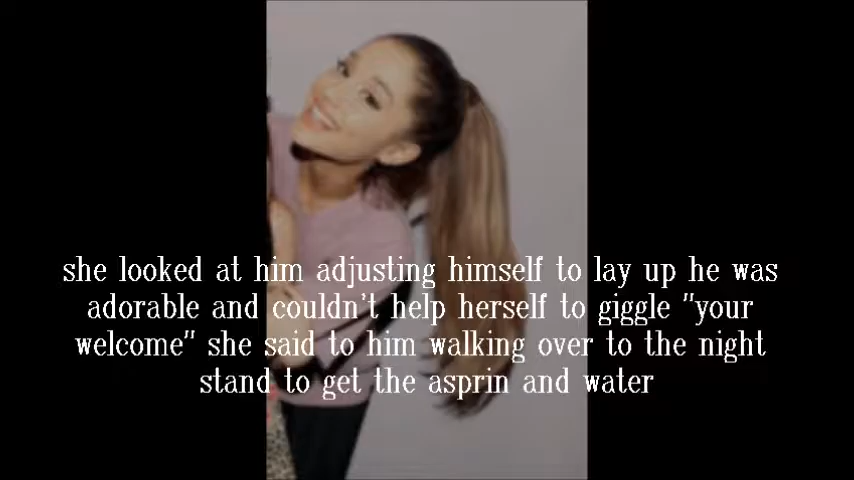 she looked at him adjusting himself to lay up he was
adorable and couldn't help herself to giggle "your
welcome" she said to him walking over to the night
stand to get the asprin and water